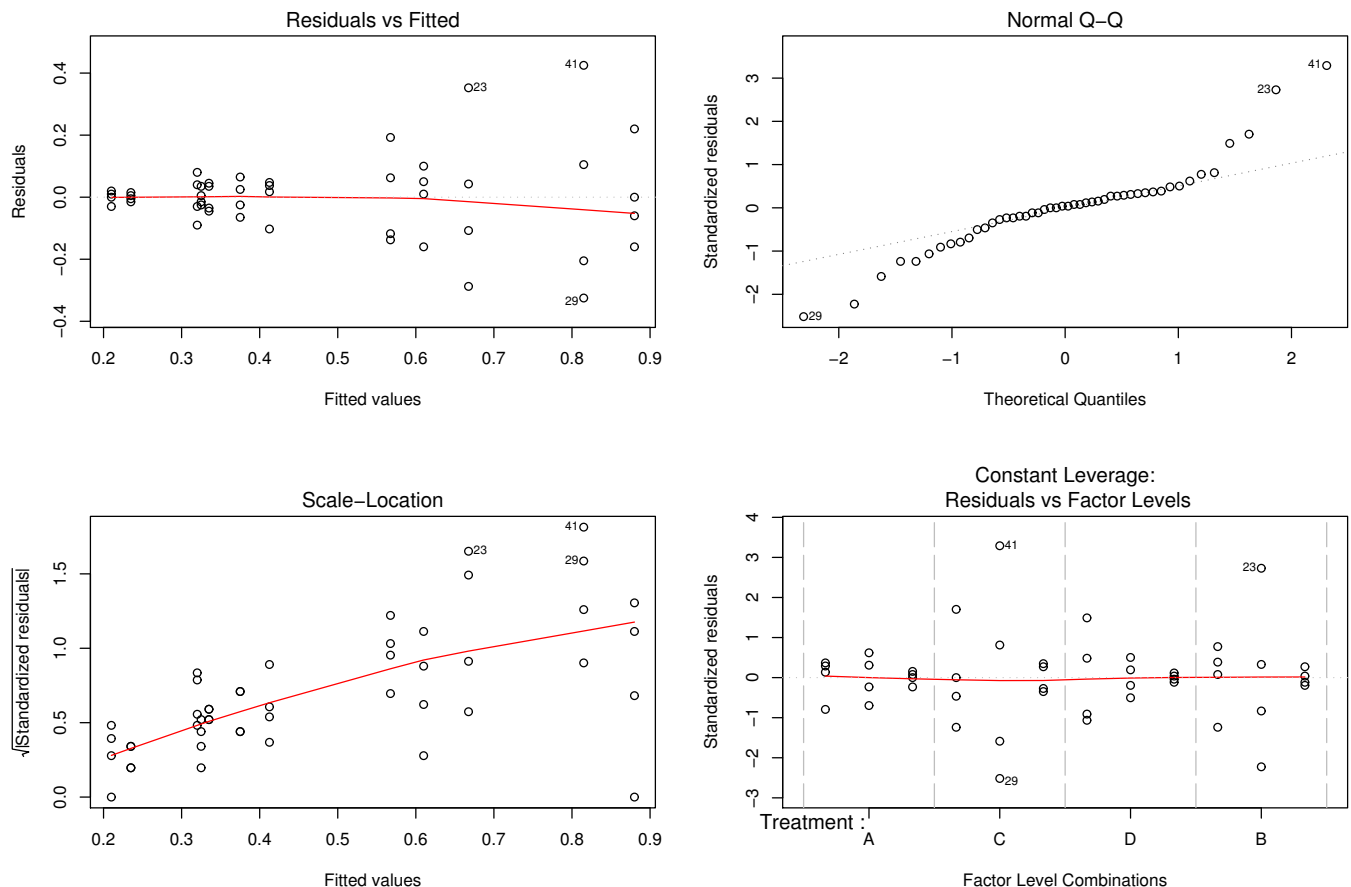 Residuals vs Fitted
Residuals
0.4
0.2
0.0
−0.2
−0.4
41
23
29
0.2 0.3 0.4 0.5 0.6 0.7 0.8 0.9
Fitted values
Normal Q−Q
Standardized residuals
3
2
1
0
−1
−2
41
23
29
−2 −1 0 1 2
Theoretical Quantiles
Scale−Location
√|Standardized residuals|
1.5
1.0
0.5
0.0
41
23
29
0.2 0.3 0.4 0.5 0.6 0.7 0.8 0.9
Fitted values
Constant Leverage:
Residuals vs Factor Levels
Standardized residuals
4
3
2
1
0
−1
−2
−3
41
23
29
Treatment :
A C D B
Factor Level Combinations